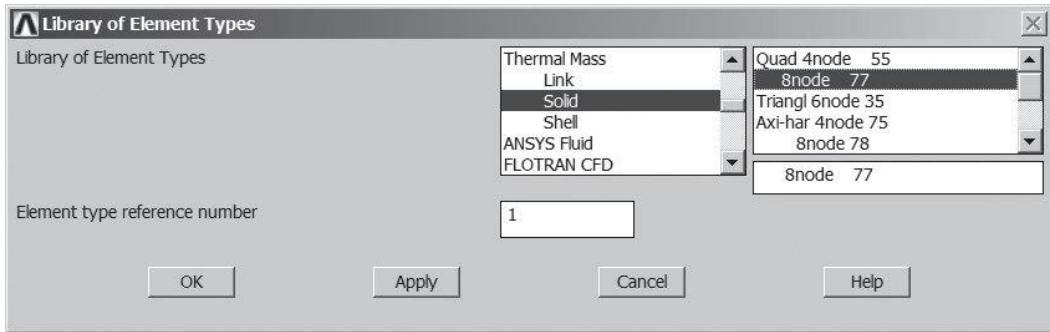 Library of Element Types
Library of Element Types
Thermal Mass
Link
Solid
Shell
ANSYS Fluid
FLOTRAN CFD
Quad 4node 55
8node 77
Triangl 6node 35
Axi-har 4node 75
8node 78
8node 77
Element type reference number
1
OK Apply Cancel Help